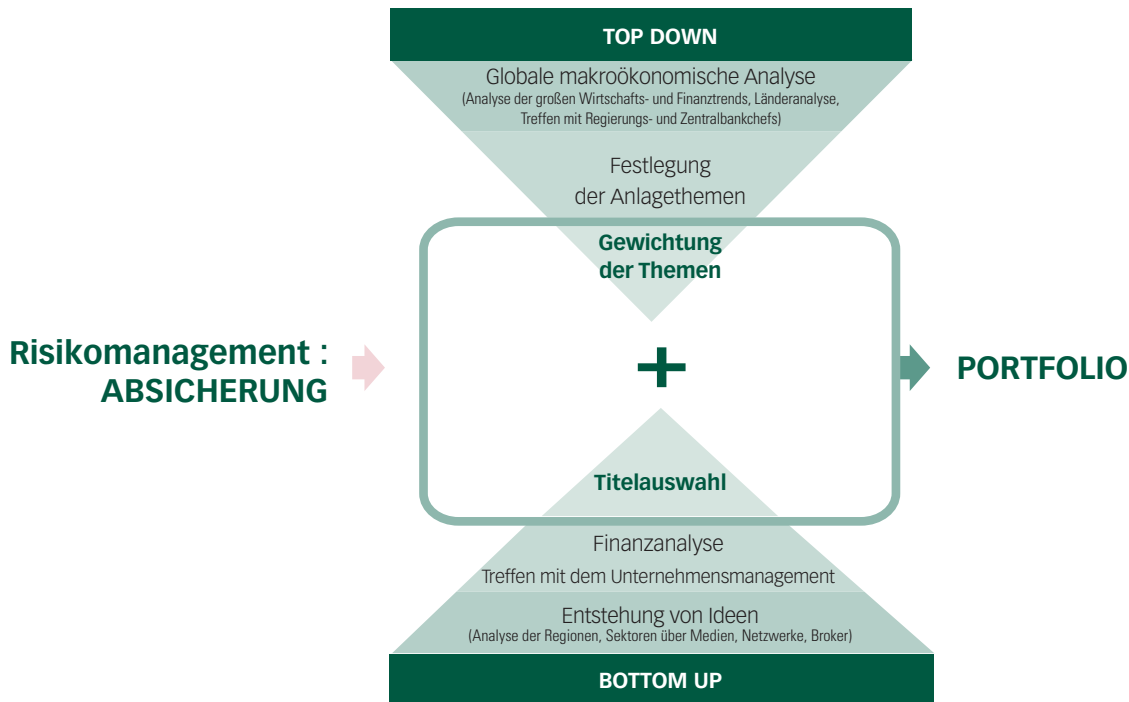 TOP DOWN
Globale makroökonomische Analyse
(Analyse der großen Wirtschafts- und Finanztrends, Länderanalyse,
Treffen mit Regierungs- und Zentralbankchefs)
Festlegung
der Anlagethemen
Gewichtung
der Themen
Risikomanagement :
ABSICHERUNG
+
PORTFOLIO
Titelauswahl
Finanzanalyse
Treffen mit dem Unternehmensmanagement
Entstehung von Ideen
(Analyse der Regionen, Sektoren über Medien, Netzwerke, Broker)
BOTTOM UP